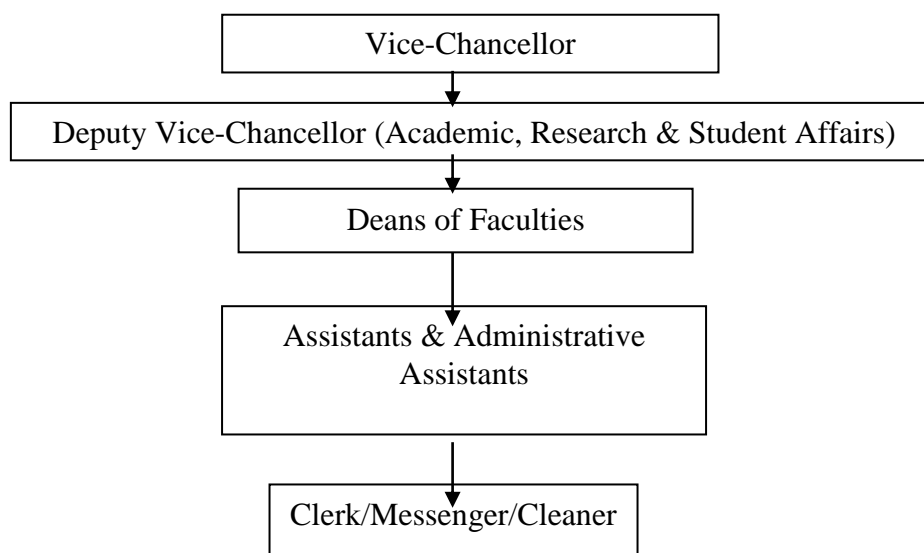 Vice-Chancellor
Deputy Vice-Chancellor (Academic, Research & Student Affairs)
Deans of Faculties
Assistants & Administrative
Assistants
Clerk/Messenger/Cleaner